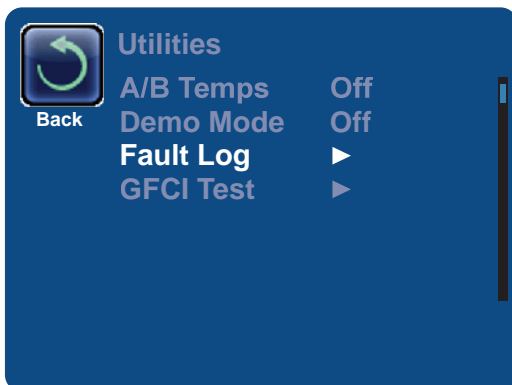 Utilities
A/B Temps Off
Back
Demo Mode Off
Fault Log ►
GFCI Test ►